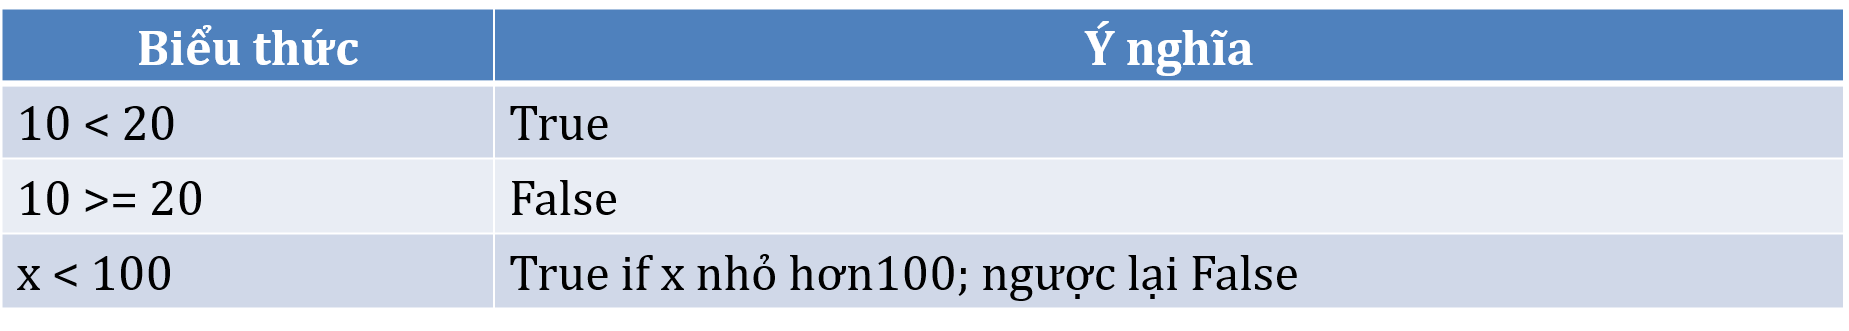 Biểu thức Ý nghĩa
10 < 20 True
10 >= 20 False
x < 100 True if x nhỏ hơn100; ngược lại False